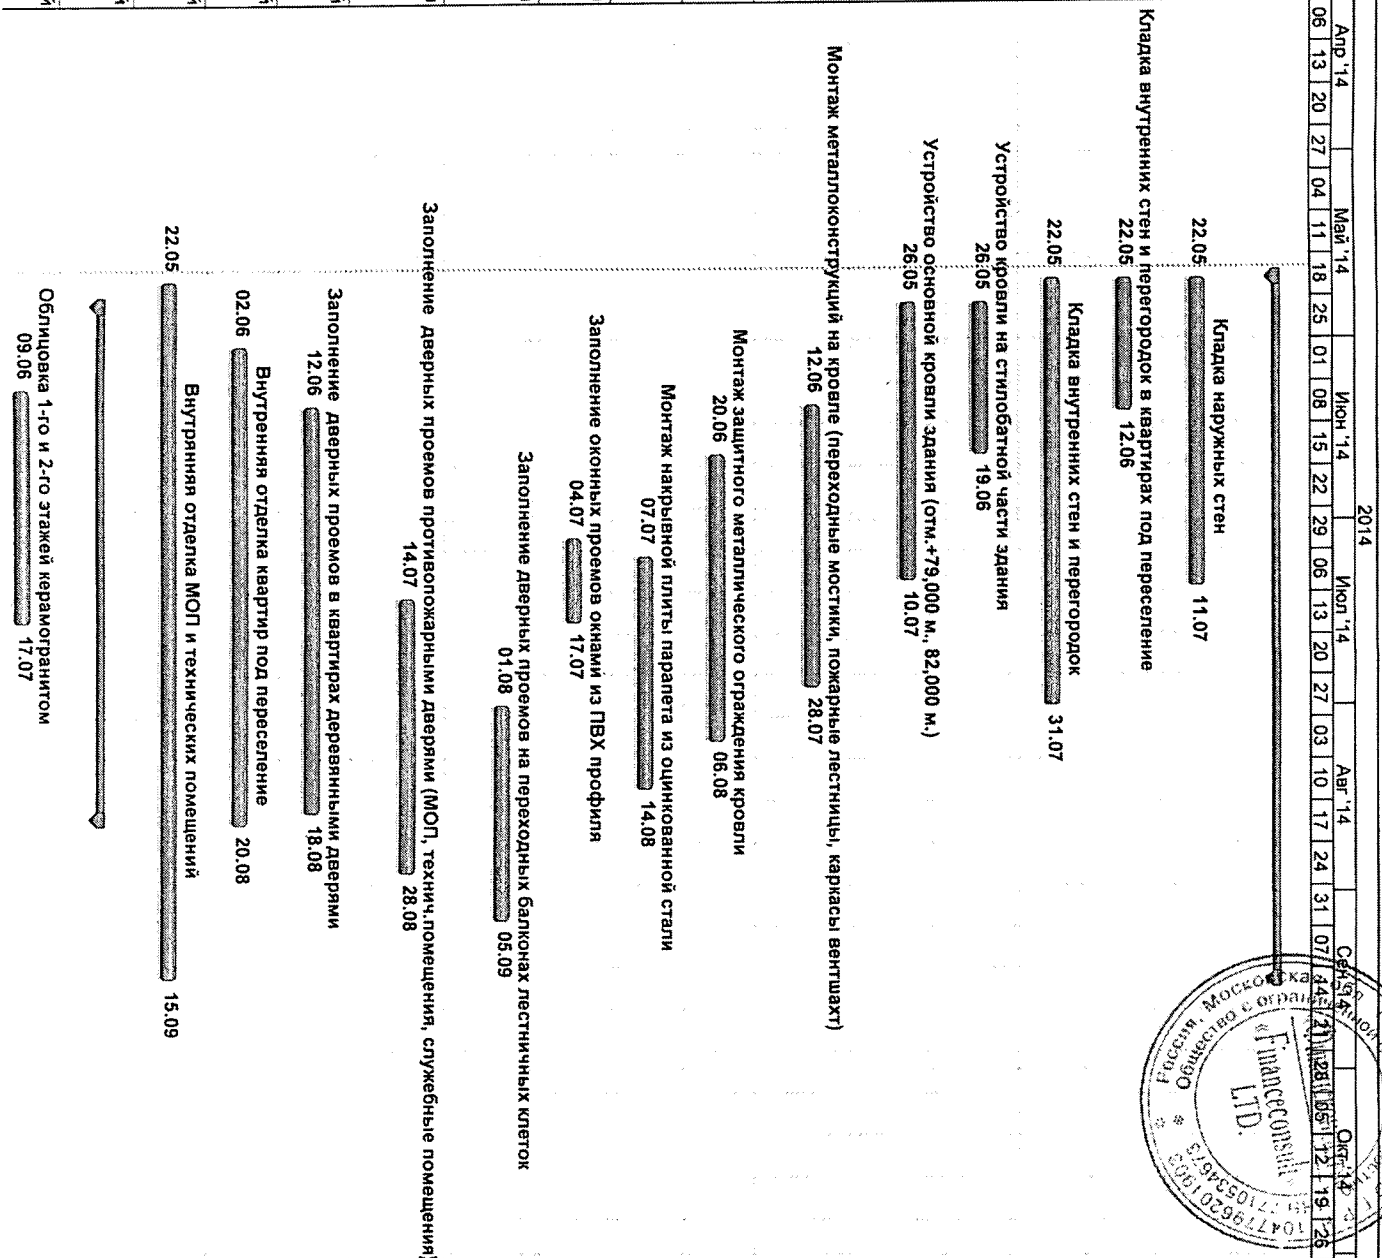 2014
Апр '14 Май '14 Июн '14 Июл '14 Авг '14 Сен '14 Окт '14
06 13 20 27 04 11 18 25 01 08 15 22 29 06 13 20 27 03 10 17 24 31 07 14 21 28 05 12 19 26
Кладка наружных стен
22.05 11.07
Кладка внутренних стен и перегородок в квартирах под переселение
22.05 12.06
Кладка внутренних стен и перегородок
22.05 31.07
Устройство кровли на стилобатной части здания
26.05 19.06
Устройство основной кровли здания (отм.+79,000 м., 82,000 м.)
26.05 10.07
Монтаж металлоконструкций на кровле (переходные мостики, пожарные лестницы, каркасы вентшахт)
12.06 28.07
Монтаж защитного металлического ограждения кровли
20.06 06.08
Монтаж накрывной плиты парапета из оцинкованной стали
07.07 14.08
Заполнение оконных проемов окнами из ПВХ профиля
04.07 17.07
Заполнение дверных проемов на переходных балконах лестничных клеток
01.08 05.09
Заполнение дверных проемов противопожарными дверями (МОП, технич.помещения, служебные помещения)
14.07 28.08
Заполнение дверных проемов в квартирах деревянными дверями
12.06 18.08
Внутренняя отделка квартир под переселение
02.06 20.08
Внутрянняя отделка МОП и технических помещений
22.05 15.09
Облицовка 1-го и 2-го этажей керамогранитом
09.06 17.07
Россия, Московская
Общество с ограниченной
«Financeconsult»
LTD.